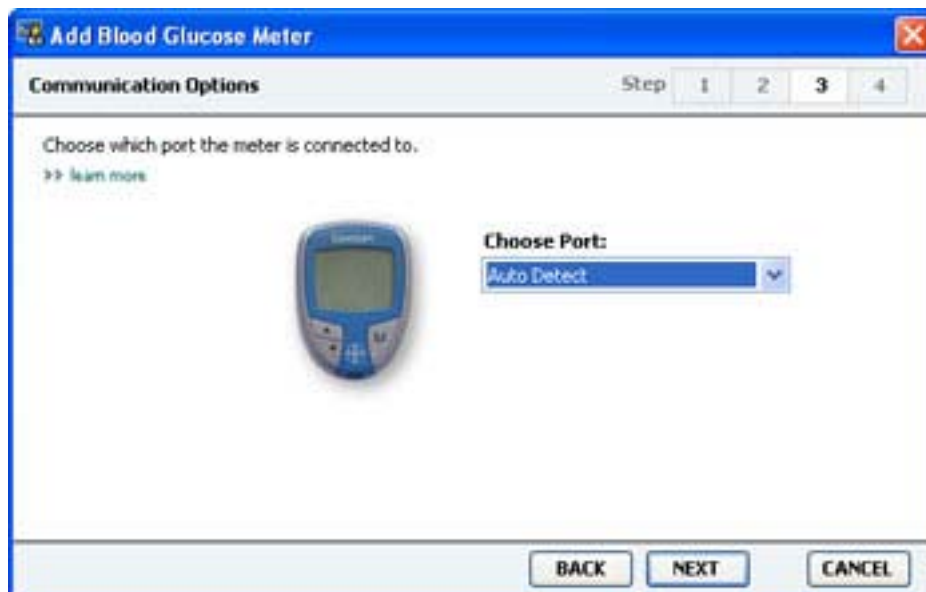 Add Blood Glucose Meter
Communication Options
Step 1 2 3 4
Choose which port the meter is connected to.
>> learn more
Choose Port:
Auto Detect
BACK NEXT CANCEL